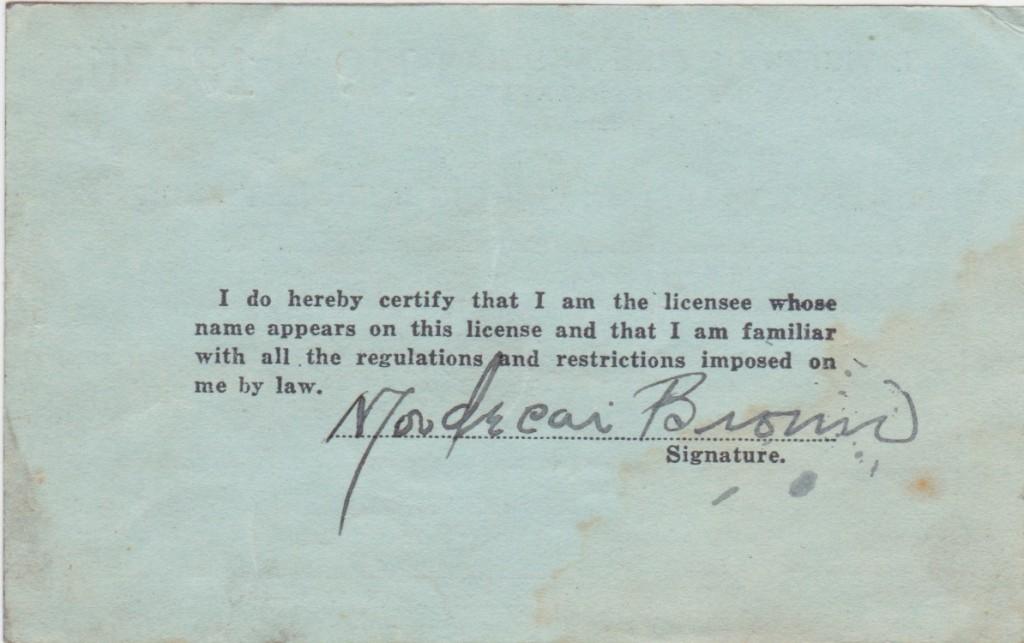 I do hereby certify that I am the licensee whose
name appears on this license and that I am familiar
with all the regulations and restrictions imposed on
me by law.
Mordecai Brown
Signature.